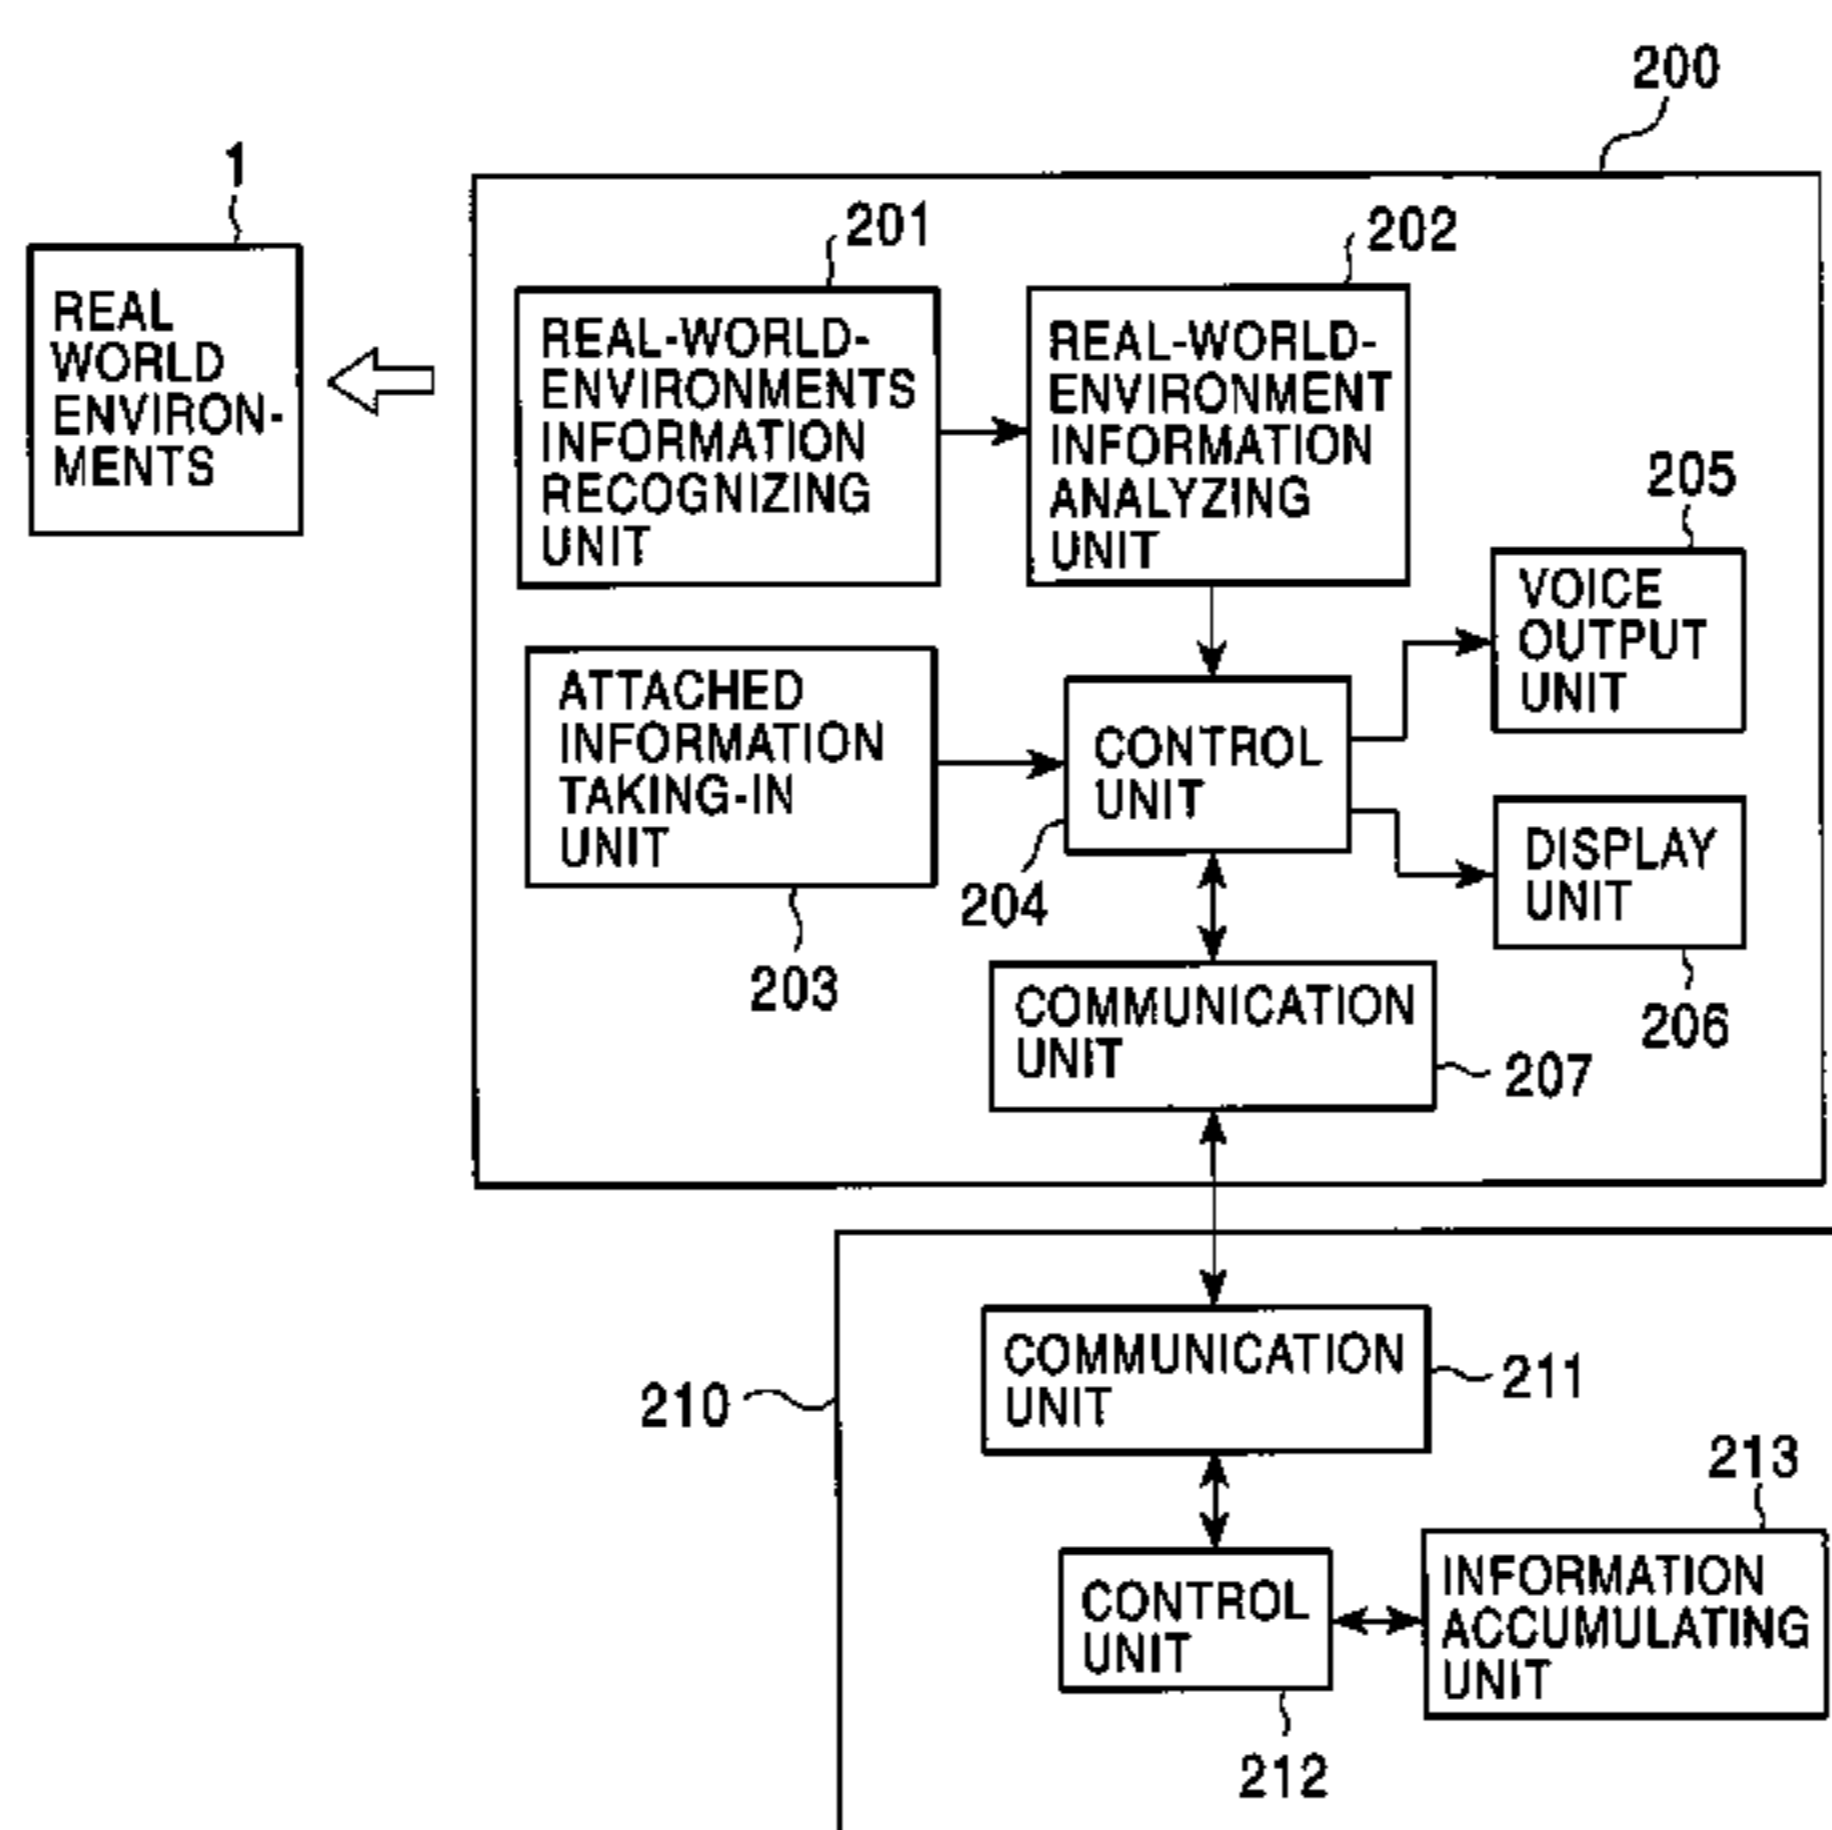 200
1
REAL
WORLD
ENVIRON-
MENTS
201
REAL-WORLD-
ENVIRONMENTS
INFORMATION
RECOGNIZING
UNIT
202
REAL-WORLD-
ENVIRONMENT
INFORMATION
ANALYZING
UNIT
205
VOICE
OUTPUT
UNIT
ATTACHED
INFORMATION
TAKING-IN
UNIT
203
CONTROL
UNIT
204
DISPLAY
UNIT
206
COMMUNICATION
UNIT
207
210
COMMUNICATION
UNIT
211
213
CONTROL
UNIT
212
INFORMATION
ACCUMULATING
UNIT